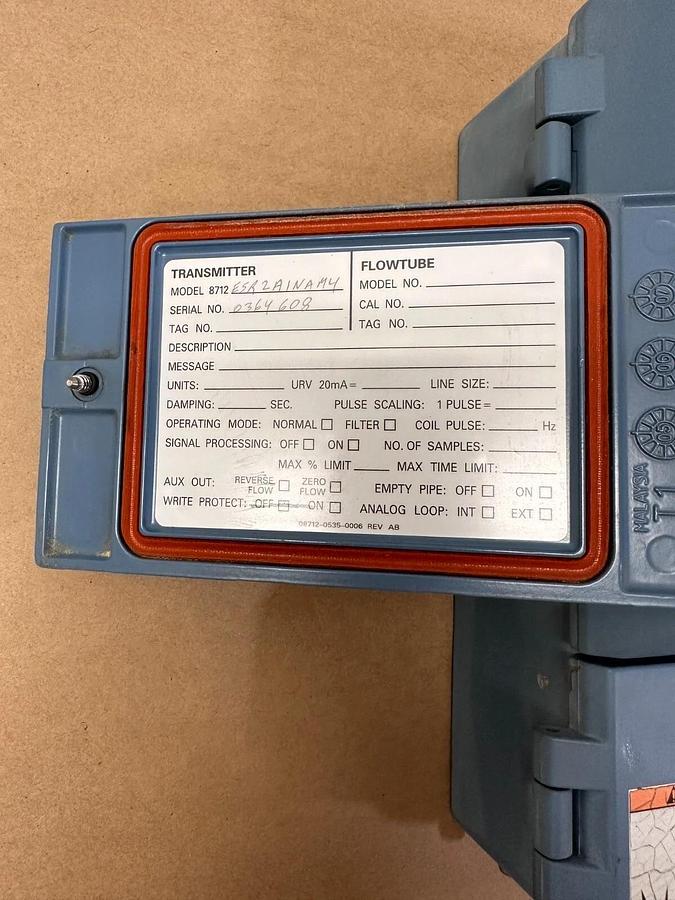 TRANSMITTER
MODEL 8712 ESR2A1NAM4
SERIAL NO. 0364608
TAG NO.
FLOWTUBE
MODEL NO.
CAL NO.
TAG NO.
DESCRIPTION
MESSAGE
UNITS: URV 20mA= LINE SIZE:
DAMPING: SEC. PULSE SCALING: 1 PULSE=
OPERATING MODE: NORMAL ☐ FILTER ☐ COIL PULSE: Hz
SIGNAL PROCESSING: OFF ☐ ON ☐ NO. OF SAMPLES:
MAX % LIMIT MAX TIME LIMIT:
AUX OUT: REVERSE FLOW ☐ ZERO FLOW ☐ EMPTY PIPE: OFF ☐ ON ☐
WRITE PROTECT: OFF ☐ ON ☐ ANALOG LOOP: INT ☐ EXT ☐
08712-0535-0006 REV AB
MALAYSIA
T1